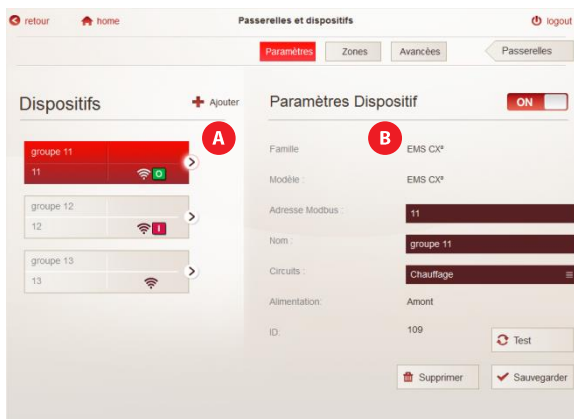 retour
home
Passerelles et dispositifs
logout
Paramètres
Zones
Avancées
Passerelles
Dispositifs
Ajouter
A
groupe 11
11
O
groupe 12
12
I
groupe 13
13
Paramètres Dispositif
ON
B
Famille
EMS CX³
Modèle :
EMS CX³
Adresse Modbus :
11
Nom :
groupe 11
Circuits :
Chauffage
Alimentation:
Amont
ID:
109
Test
Supprimer
Sauvegarder